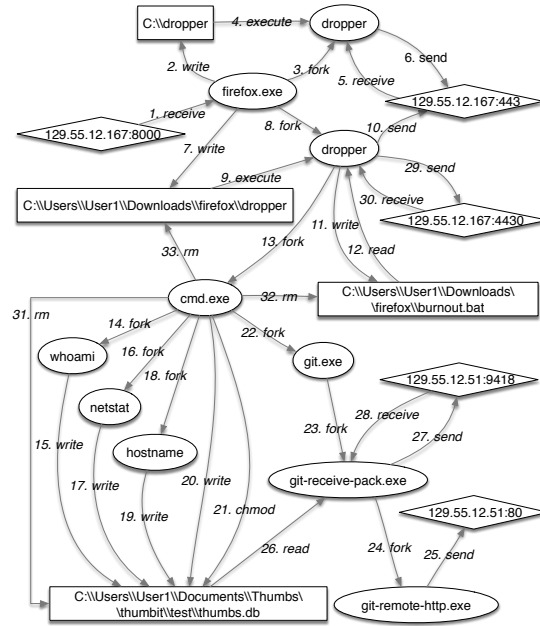 C:\\dropper
4. execute
dropper
2. write
3. fork
6. send
5. receive
firefox.exe
129.55.12.167:443
1. receive
129.55.12.167:8000
8. fork
10. send
7. write
dropper
29. send
9. execute
30. receive
C:\\Users\\User1\\Downloads\\firefox\\dropper
11. write
129.55.12.167:4430
13. fork
12. read
33. rm
cmd.exe
32. rm
C:\\Users\\User1\\Downloads\
\firefox\\burnout.bat
31. rm
14. fork
22. fork
whoami
16. fork
git.exe
18. fork
129.55.12.51:9418
netstat
28. receive
23. fork
27. send
15. write
hostname
17. write
20. write
git-receive-pack.exe
21. chmod
19. write
129.55.12.51:80
26. read
24. fork
25. send
C:\\Users\\User1\\Documents\\Thumbs\
\thumbit\\test\\thumbs.db
git-remote-http.exe